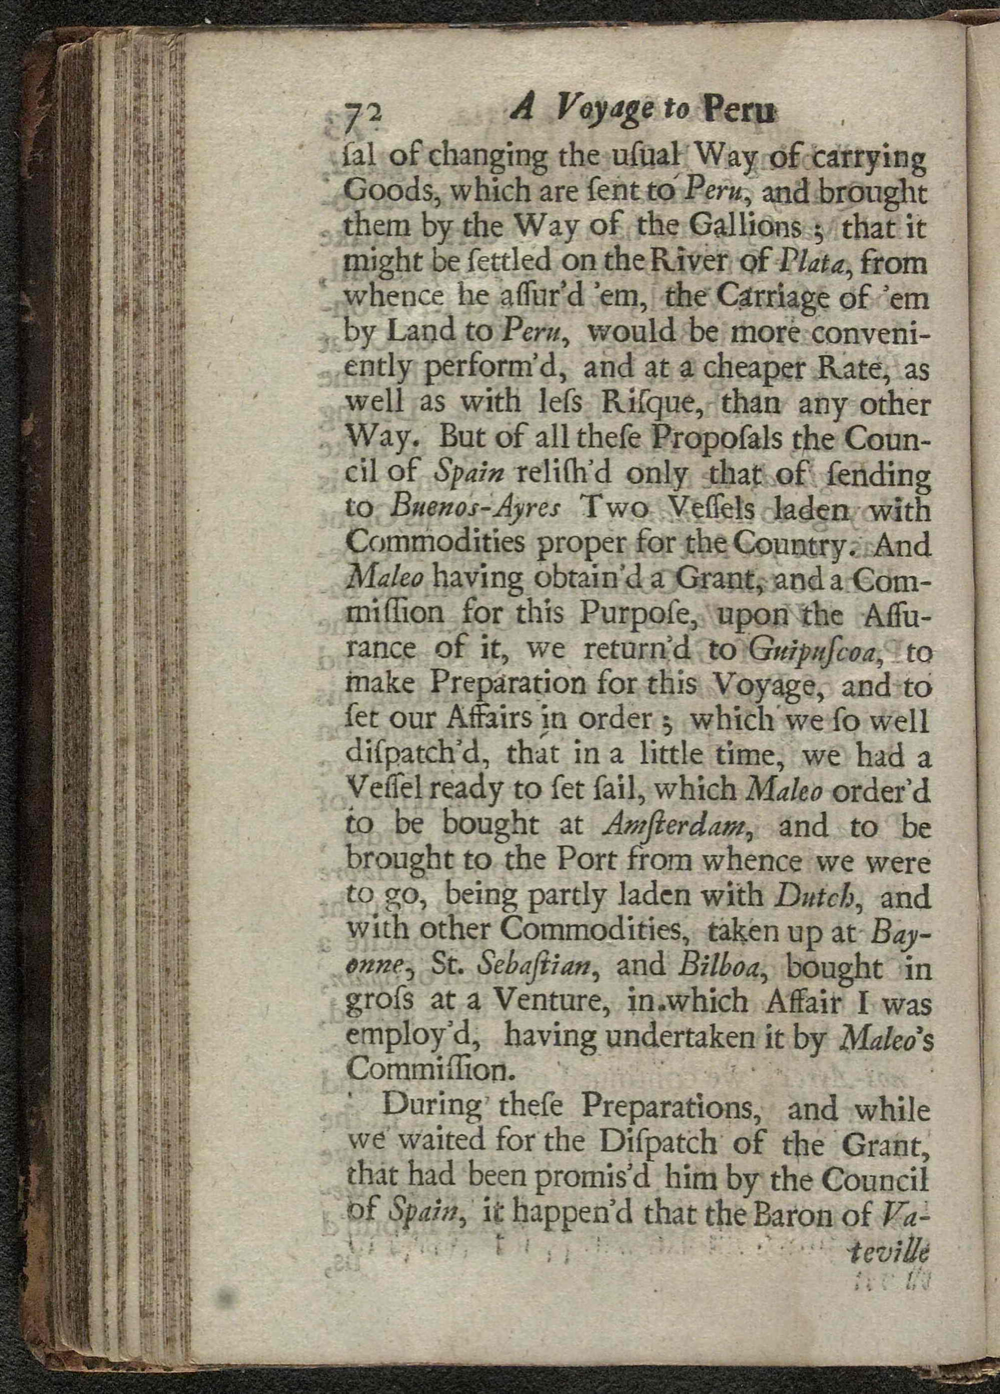 72 A Voyage to Peru
ſal of changing the uſual Way of carrying
Goods, which are ſent to Peru, and brought
them by the Way of the Gallions; that it
might be ſettled on the River of Plata, from
whence he aſſur'd 'em, the Carriage of 'em
by Land to Peru, would be more conveni-
ently perform'd, and at a cheaper Rate, as
well as with leſs Riſque, than any other
Way. But of all theſe Propoſals the Coun-
cil of Spain reliſh'd only that of ſending
to Buenos-Ayres Two Veſſels laden with
Commodities proper for the Country. And
Maleo having obtain'd a Grant, and a Com-
miſſion for this Purpoſe, upon the Aſſu-
rance of it, we return'd to Guipuſcoa, to
make Preparation for this Voyage, and to
ſet our Affairs in order; which we ſo well
diſpatch'd, that in a little time, we had a
Veſſel ready to ſet ſail, which Maleo order'd
to be bought at Amſterdam, and to be
brought to the Port from whence we were
to go, being partly laden with Dutch, and
with other Commodities, taken up at Bay-
onne, St. Sebaſtian, and Bilboa, bought in
groſs at a Venture, in which Affair I was
employ'd, having undertaken it by Maleo's
Commiſſion.
During theſe Preparations, and while
we waited for the Diſpatch of the Grant,
that had been promis'd him by the Council
of Spain, it happen'd that the Baron of Va-
teville